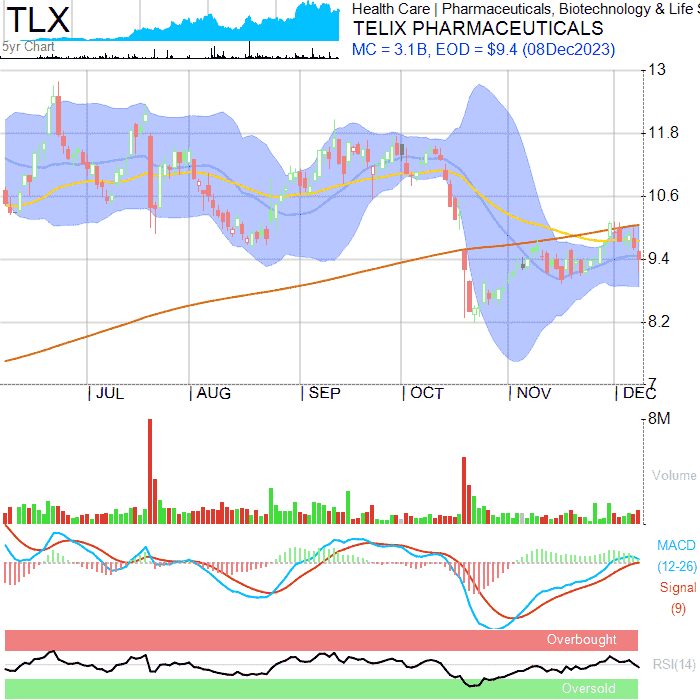 TLX
5yr Chart
Health Care | Pharmaceuticals, Biotechnology & Life S
TELIX PHARMACEUTICALS
MC = 3.1B, EOD = $9.4 (08Dec2023)
13
11.8
10.6
9.4
8.2
7
JUL AUG SEP OCT NOV DEC
8M
Volume
MACD
(12-26)
Signal
(9)
Overbought
RSI(14)
Oversold